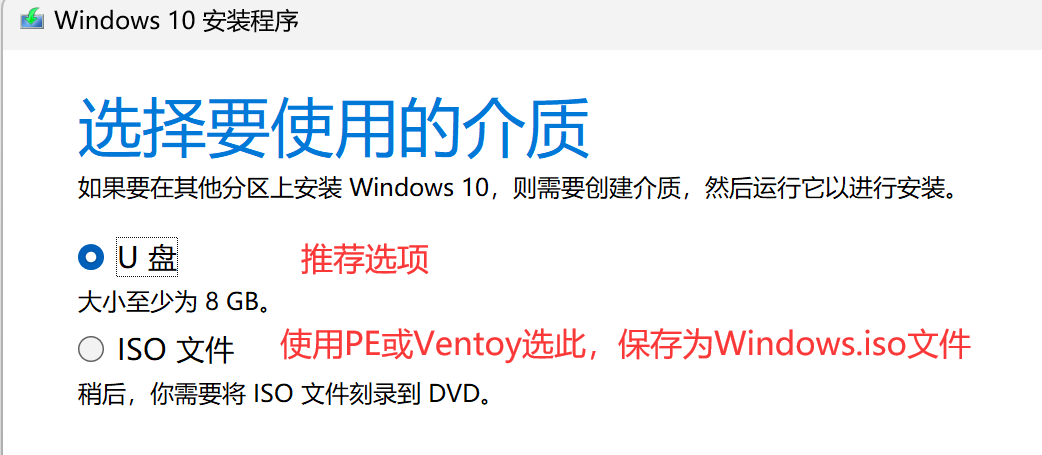 Windows 10 安装程序
选择要使用的介质
如果要在其他分区上安装 Windows 10，则需要创建介质，然后运行它以进行安装。
U 盘 推荐选项
大小至少为 8 GB。
ISO 文件 使用PE或Ventoy选此，保存为Windows.iso文件
稍后，你需要将 ISO 文件刻录到 DVD。